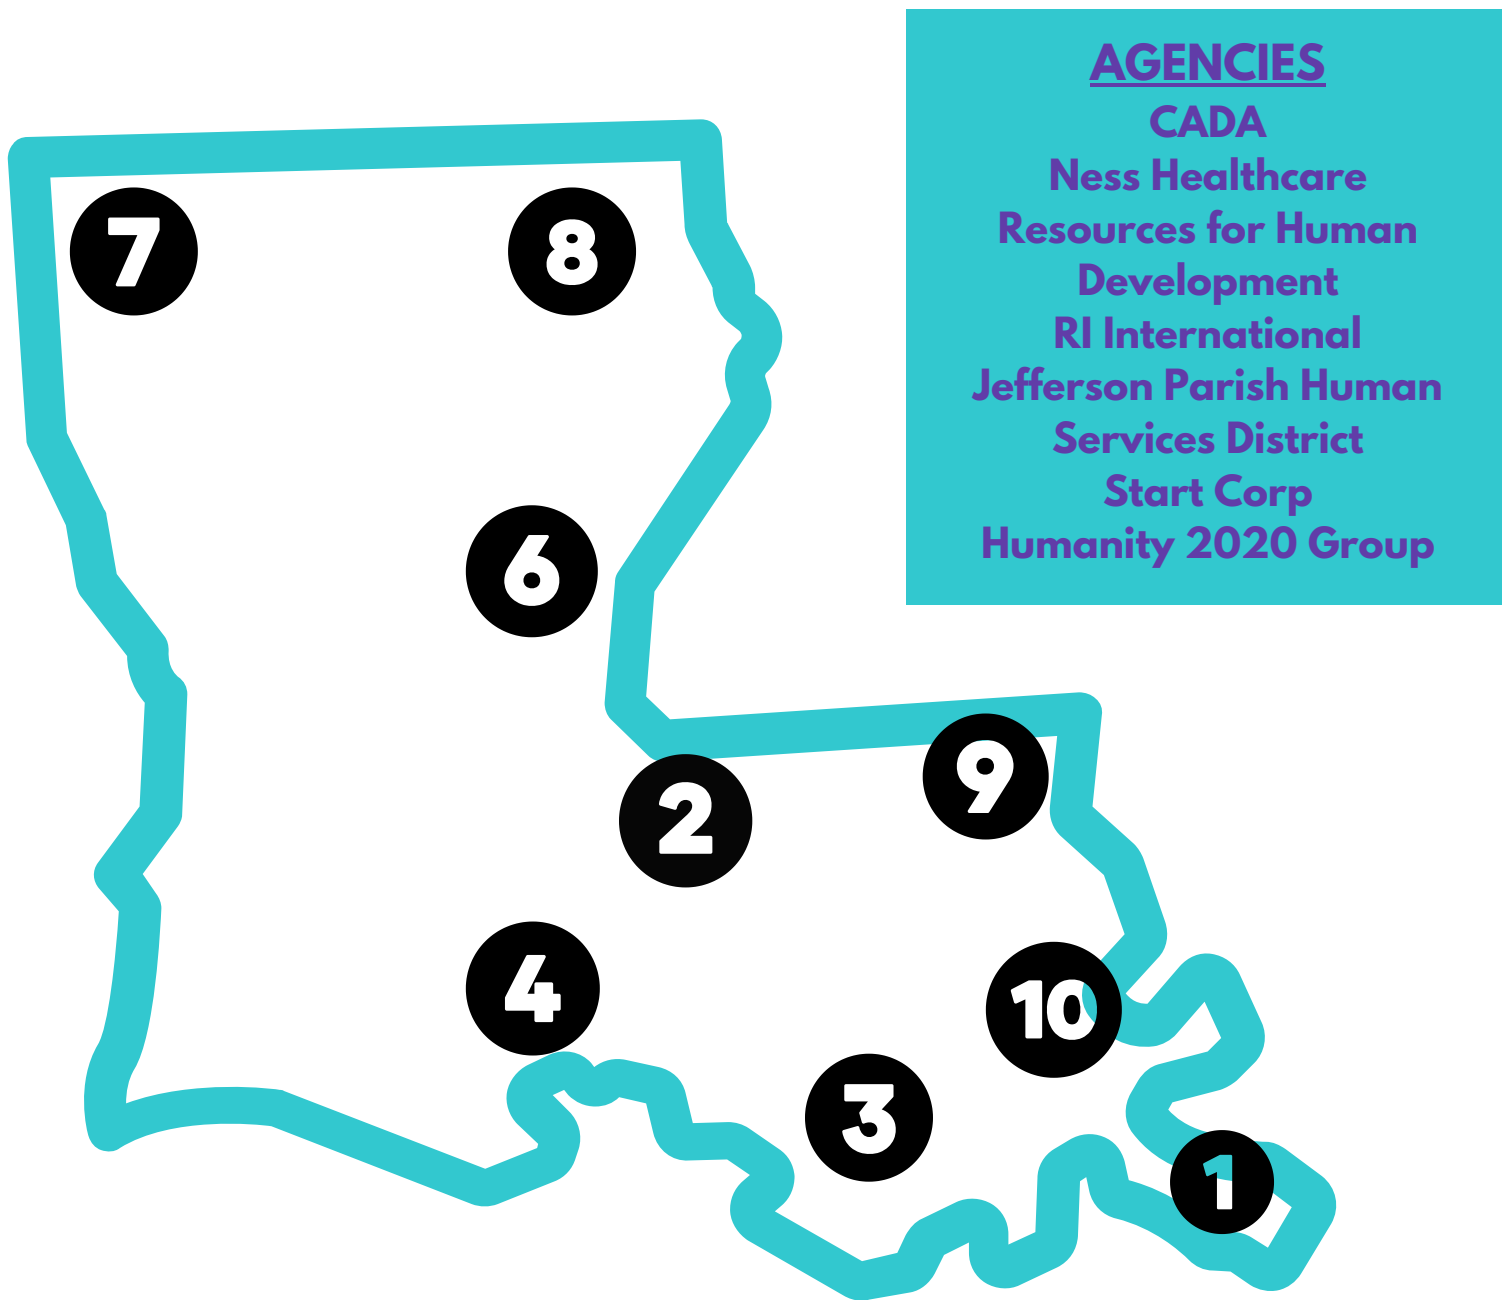 AGENCIES
CADA
Ness Healthcare
Resources for Human
Development
RI International
Jefferson Parish Human
Services District
Start Corp
Humanity 2020 Group
7
8
6
9
2
4
10
3
1